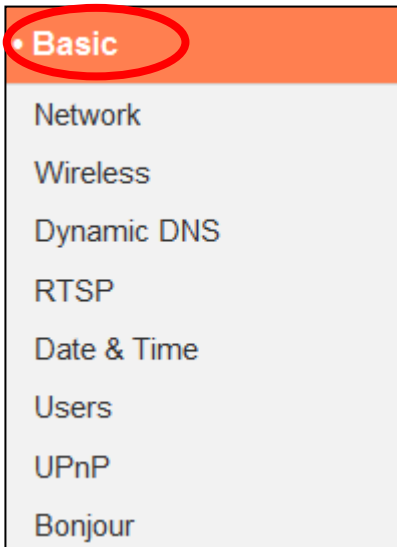 • Basic
Network
Wireless
Dynamic DNS
RTSP
Date & Time
Users
UPnP
Bonjour